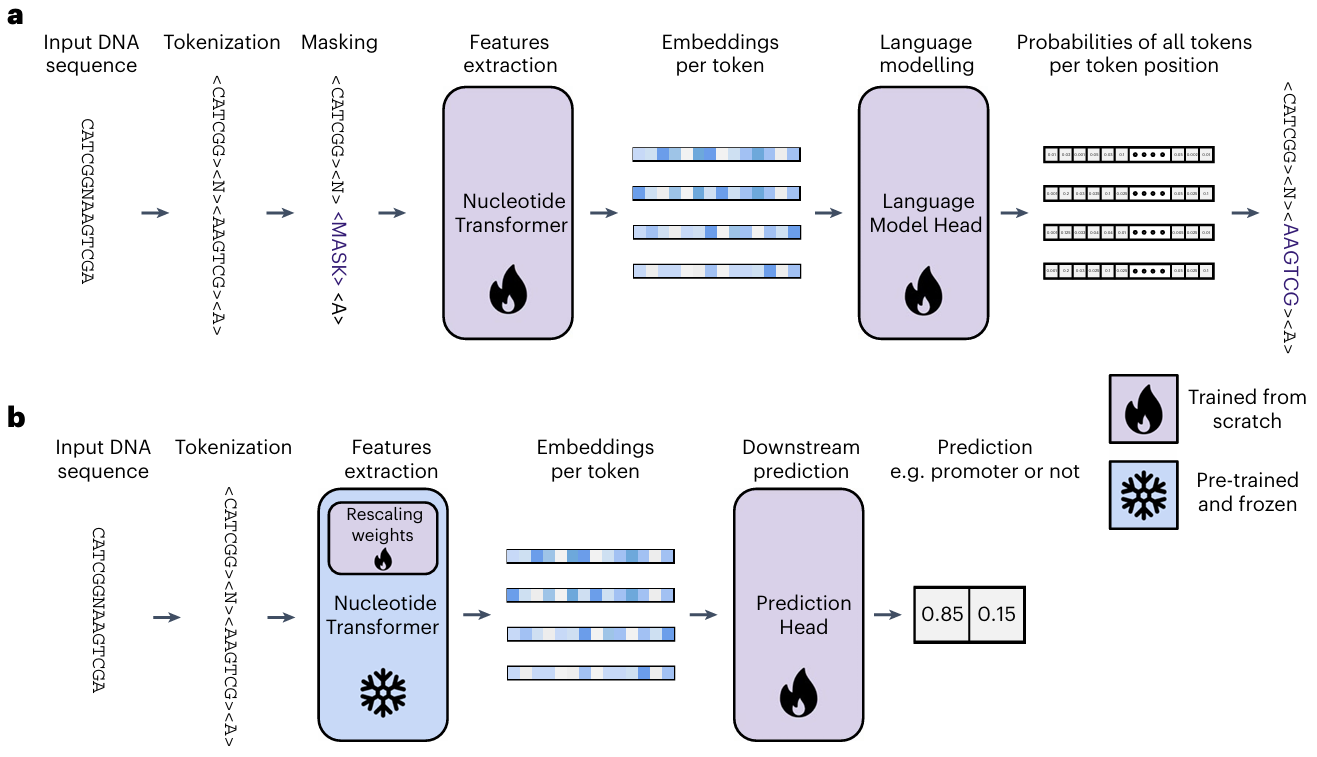 a
Input DNA
sequence
Tokenization
Masking
Features
extraction
Embeddings
per token
Language
modelling
Probabilities of all tokens
per token position
CATCGGNAAGTCGA
<CATCGG><N><AAGTCG><A>
<CATCGG><N> <MASK> <A>
Nucleotide
Transformer
Language
Model Head
<CATCGG><N><AAGTCG><A>
Trained from
scratch
Pre-trained
and frozen
b
Input DNA
sequence
Tokenization
Features
extraction
Embeddings
per token
Downstream
prediction
Prediction
e.g. promoter or not
CATCGGNAAGTCGA
<CATCGG><N><AAGTCG><A>
Rescaling
weights
Nucleotide
Transformer
Prediction
Head
0.85 0.15